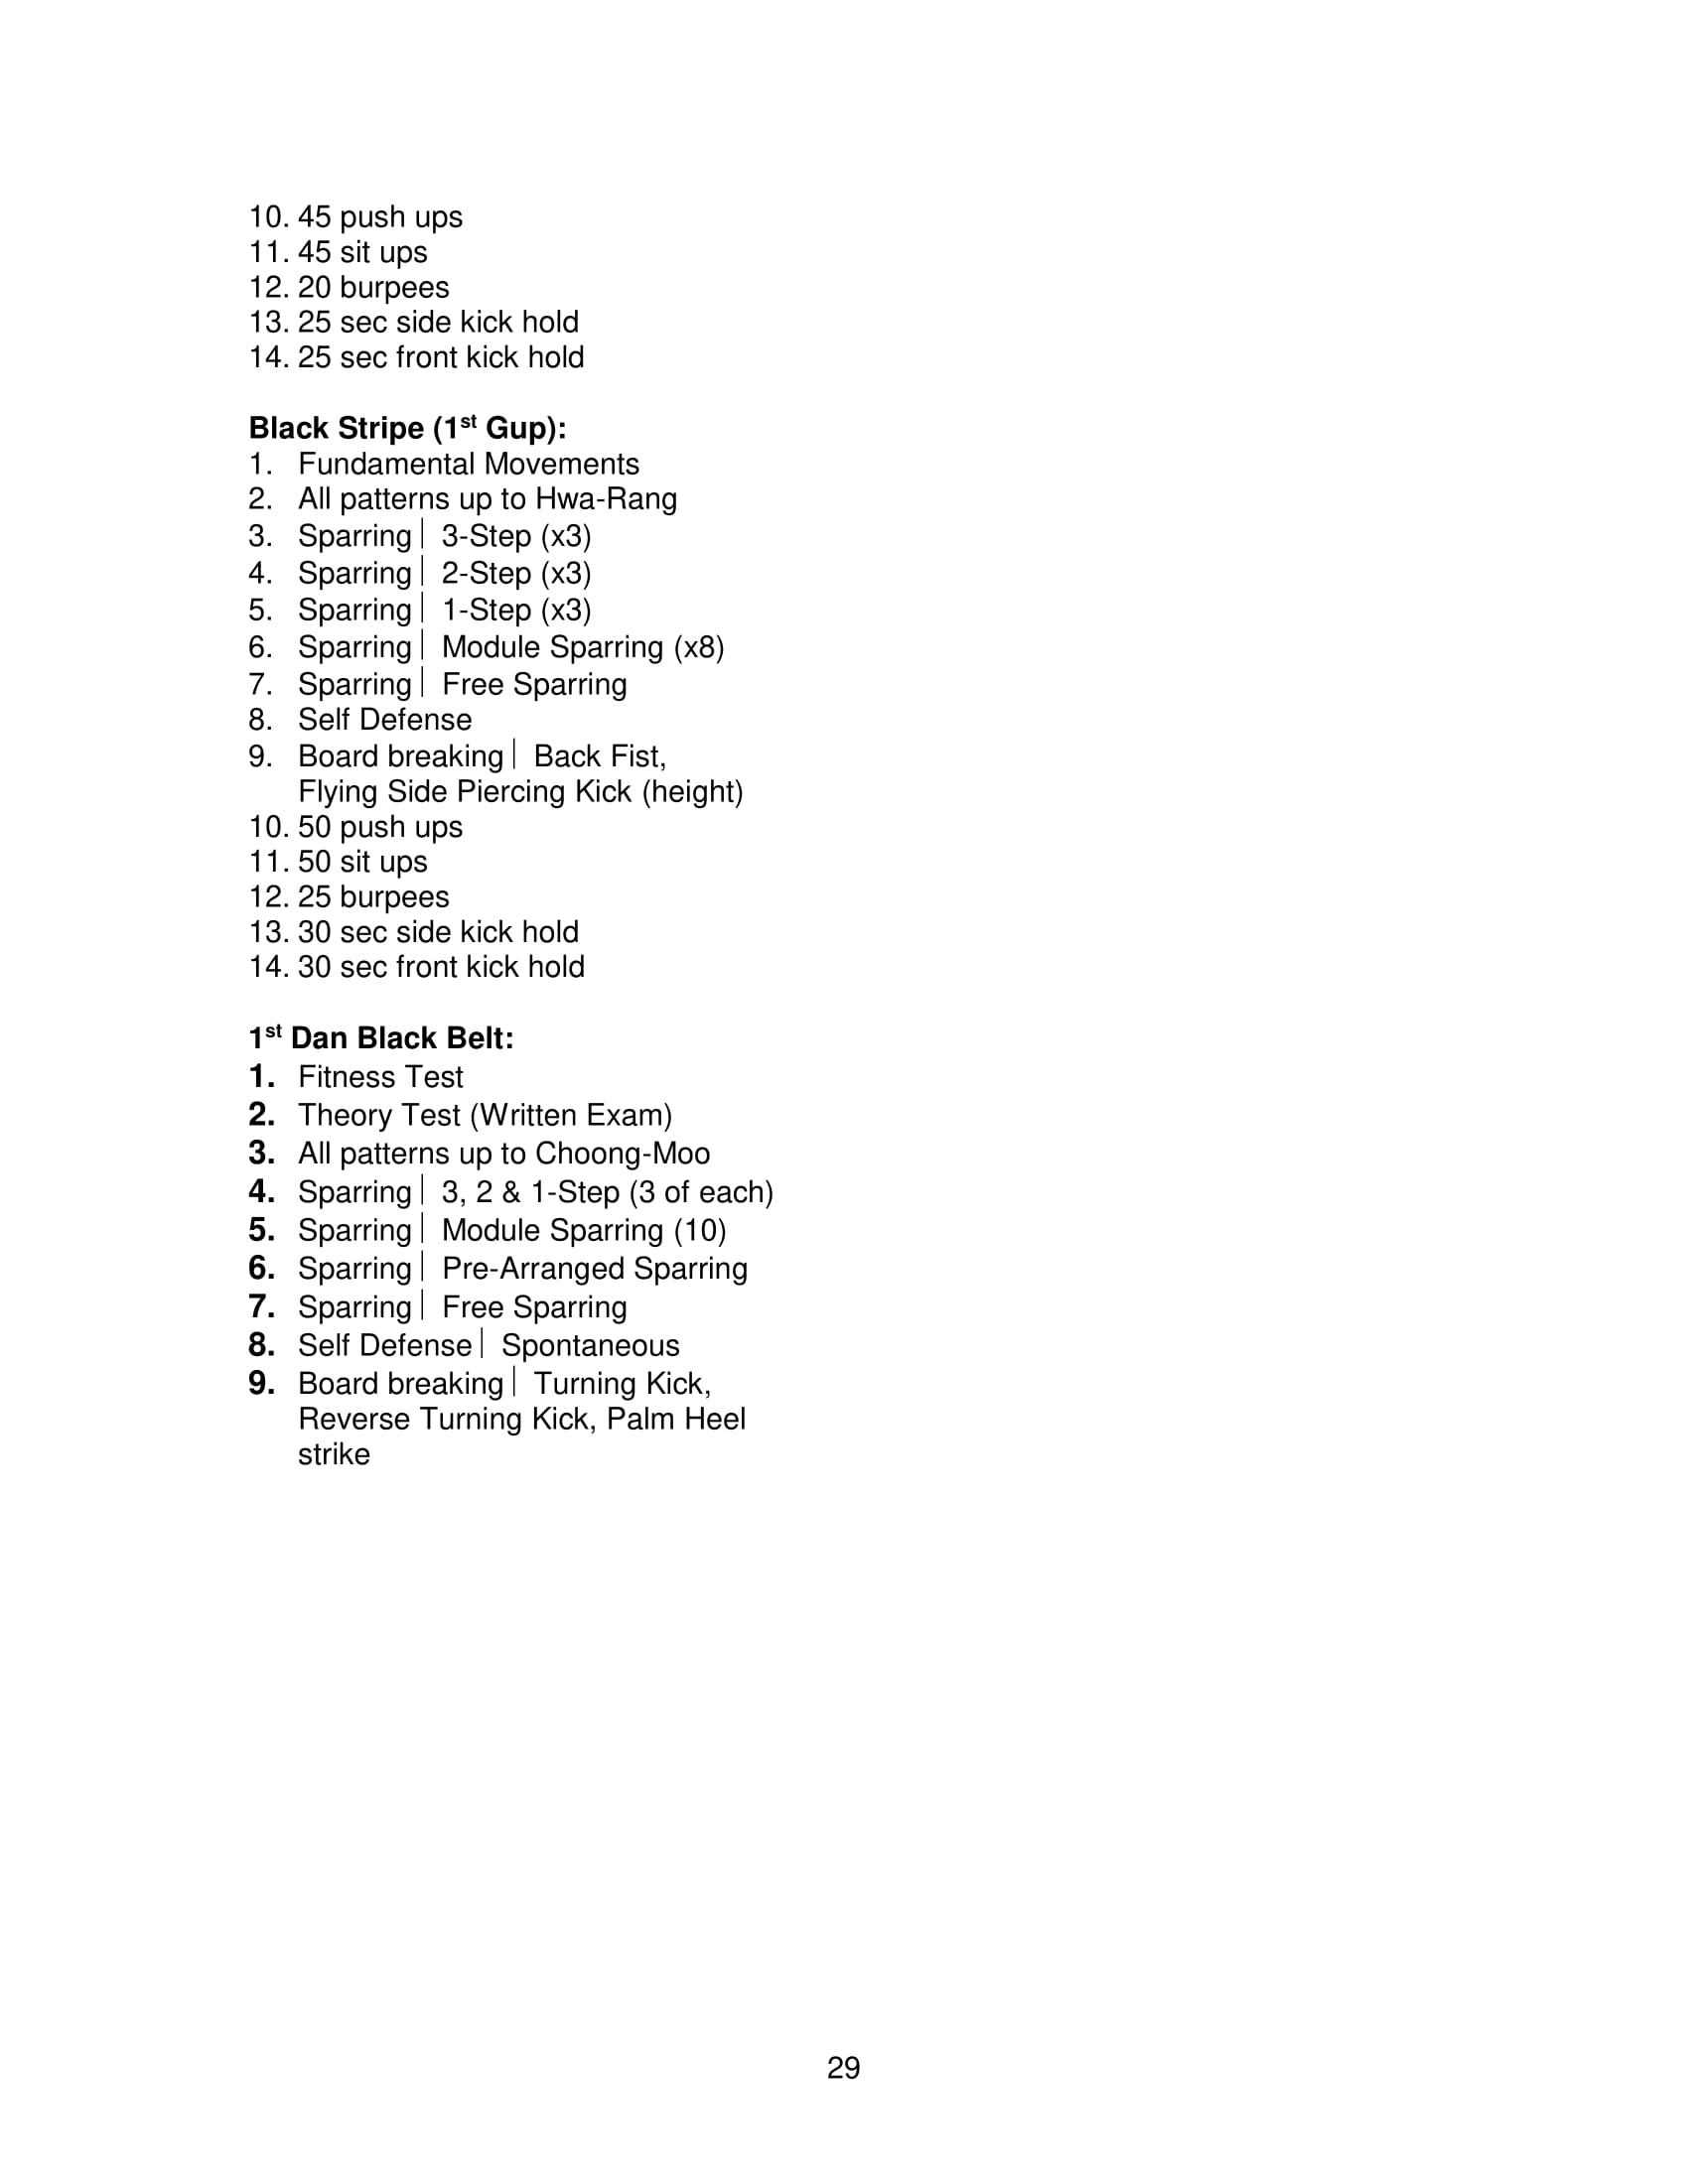 10. 45 push ups
11. 45 sit ups
12. 20 burpees
13. 25 sec side kick hold
14. 25 sec front kick hold
Black Stripe (1st Gup):
1. Fundamental Movements
2. All patterns up to Hwa-Rang
3. Sparring⎸ 3-Step (x3)
4. Sparring⎸ 2-Step (x3)
5. Sparring⎸ 1-Step (x3)
6. Sparring⎸ Module Sparring (x8)
7. Sparring⎸ Free Sparring
8. Self Defense
9. Board breaking⎸ Back Fist,
Flying Side Piercing Kick (height)
10. 50 push ups
11. 50 sit ups
12. 25 burpees
13. 30 sec side kick hold
14. 30 sec front kick hold
1st Dan Black Belt:
1. Fitness Test
2. Theory Test (Written Exam)
3. All patterns up to Choong-Moo
4. Sparring⎸ 3, 2 & 1-Step (3 of each)
5. Sparring⎸ Module Sparring (10)
6. Sparring⎸ Pre-Arranged Sparring
7. Sparring⎸ Free Sparring
8. Self Defense⎸ Spontaneous
9. Board breaking⎸ Turning Kick,
Reverse Turning Kick, Palm Heel
strike
29